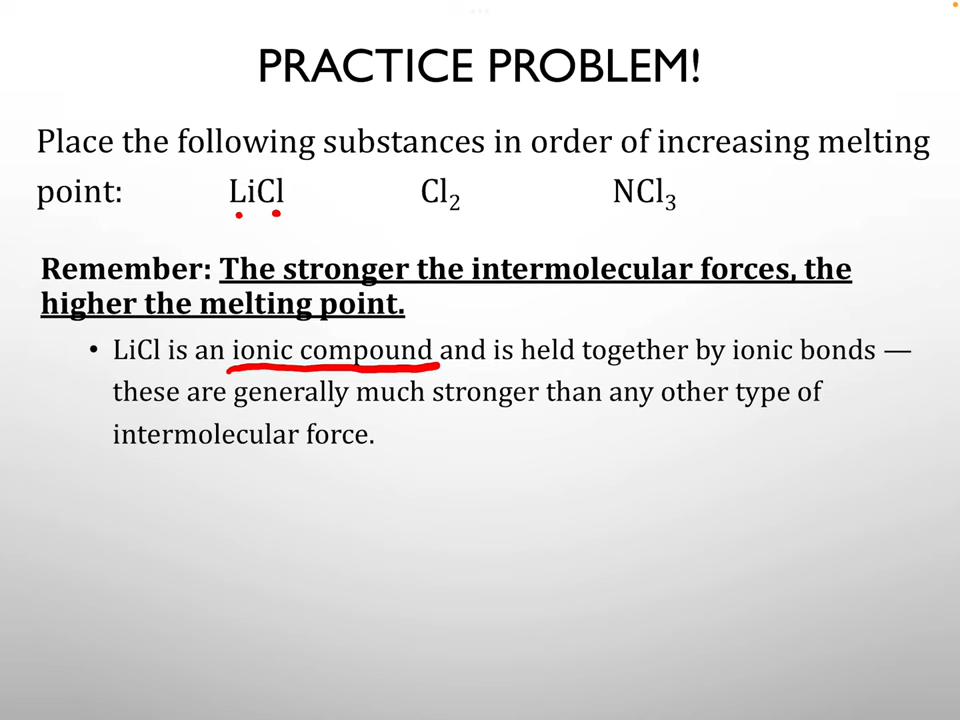 PRACTICE PROBLEM!
Place the following substances in order of increasing melting
point: LiCl Cl₂ NCl₃
Remember: The stronger the intermolecular forces, the
higher the melting point.
• LiCl is an ionic compound and is held together by ionic bonds —
these are generally much stronger than any other type of
intermolecular force.